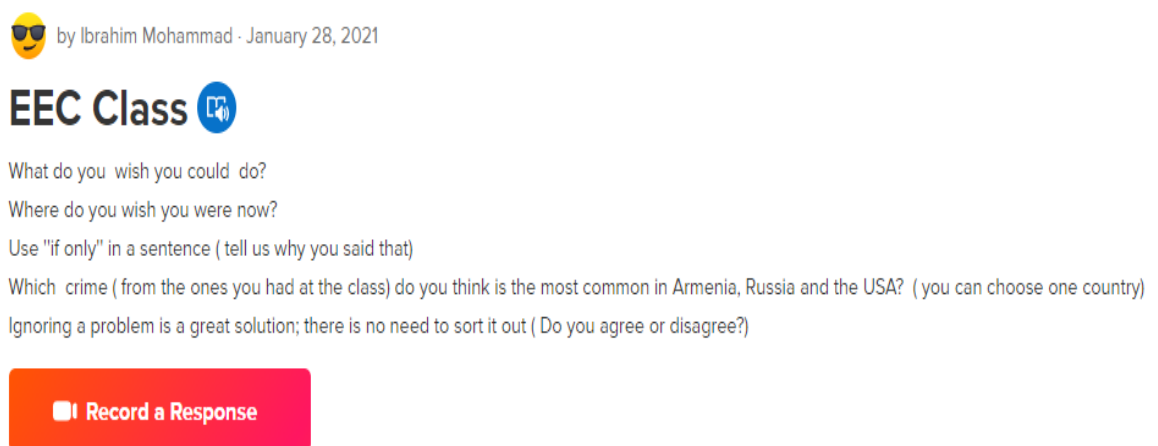 by Ibrahim Mohammad · January 28, 2021
EEC Class
What do you wish you could do?
Where do you wish you were now?
Use "if only" in a sentence ( tell us why you said that)
Which crime ( from the ones you had at the class) do you think is the most common in Armenia, Russia and the USA? ( you can choose one country)
Ignoring a problem is a great solution; there is no need to sort it out ( Do you agree or disagree?)
Record a Response